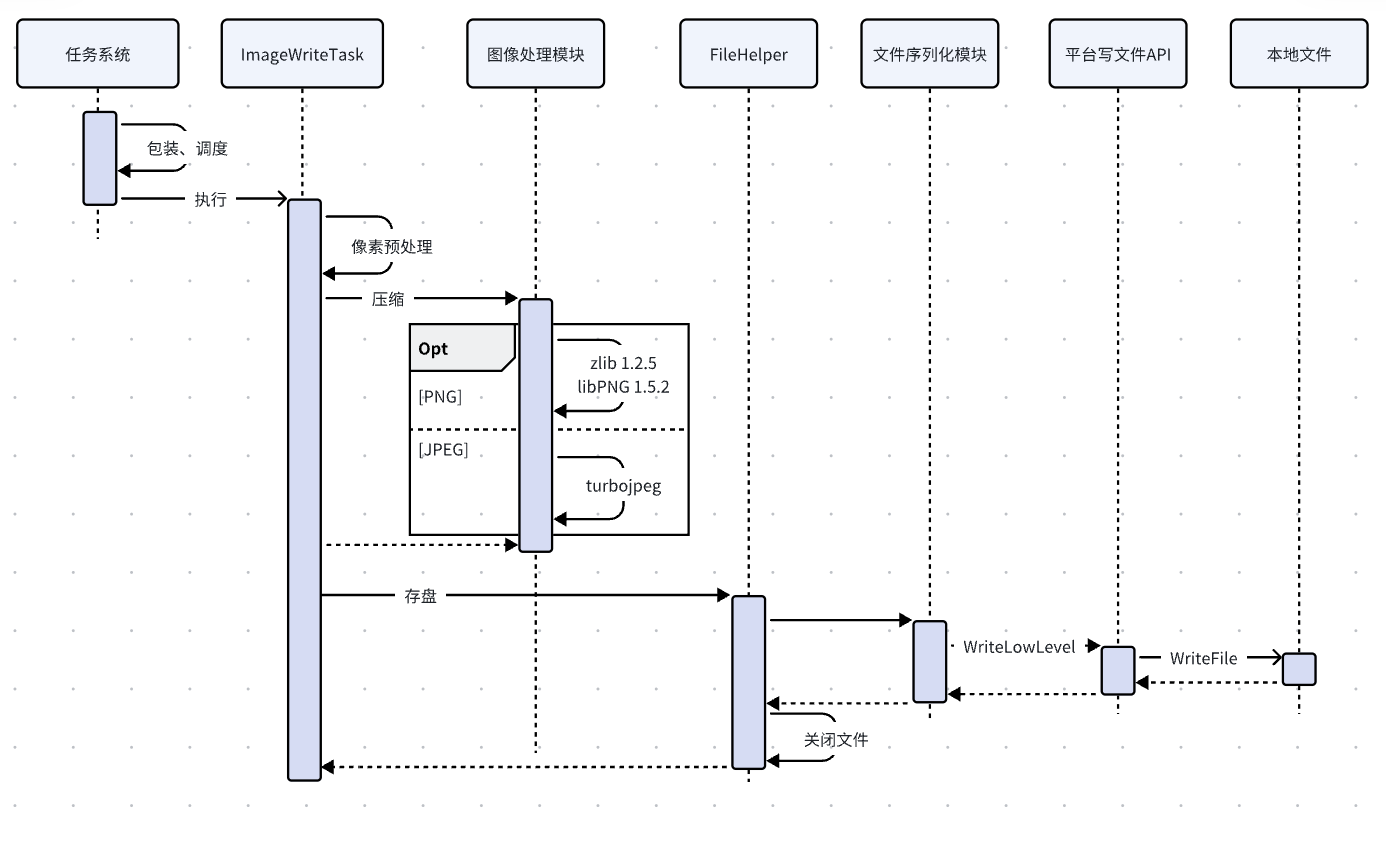 任务系统
ImageWriteTask
图像处理模块
FileHelper
文件序列化模块
平台写文件API
本地文件
包装、调度
执行
像素预处理
压缩
Opt
zlib 1.2.5
libPNG 1.5.2
[PNG]
[JPEG]
turbojpeg
存盘
WriteLowLevel
WriteFile
关闭文件